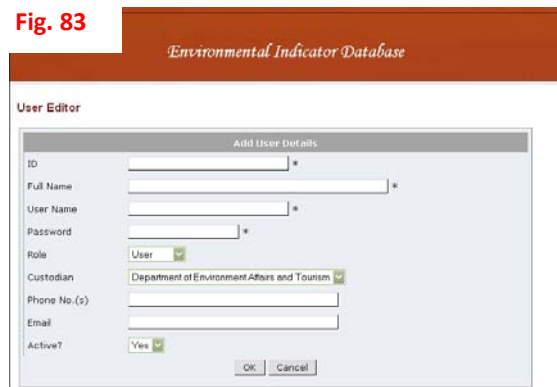 Fig. 83
Environmental Indicator Database
User Editor
Add User Details
ID *
Full Name *
User Name *
Password *
Role User
Custodian Department of Environment Affairs and Tourism
Phone No.(s)
Email
Active? Yes
OK Cancel